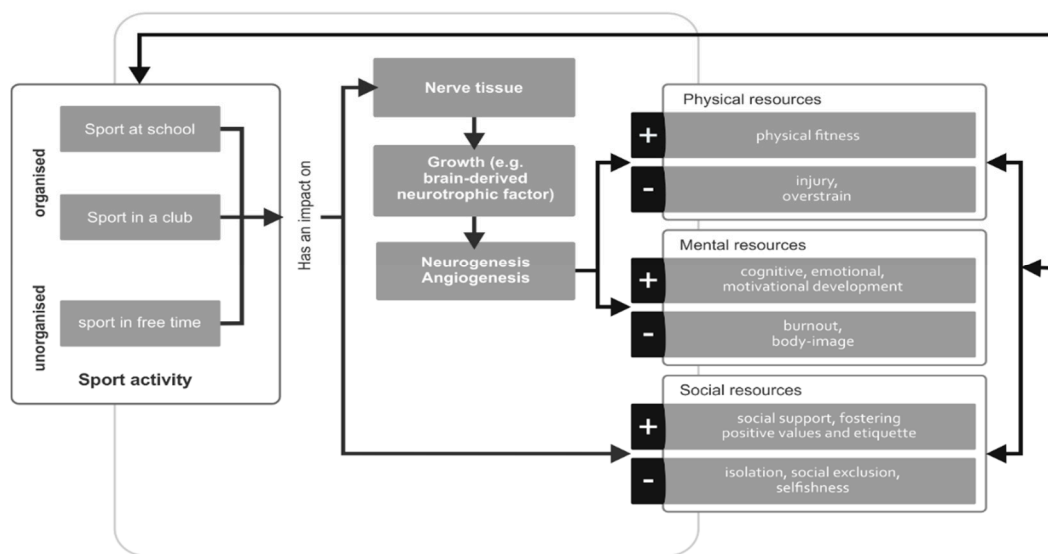 organised
Sport at school
Sport in a club
unorganised
sport in free time
Sport activity
Has an impact on
Nerve tissue
Growth (e.g.
brain-derived
neurotrophic factor)
Neurogenesis
Angiogenesis
Physical resources
+
physical fitness
-
injury,
overstrain
Mental resources
+
cognitive, emotional,
motivational development
-
burnout,
body-image
Social resources
+
social support, fostering
positive values and etiquette
-
isolation, social exclusion,
selfishness